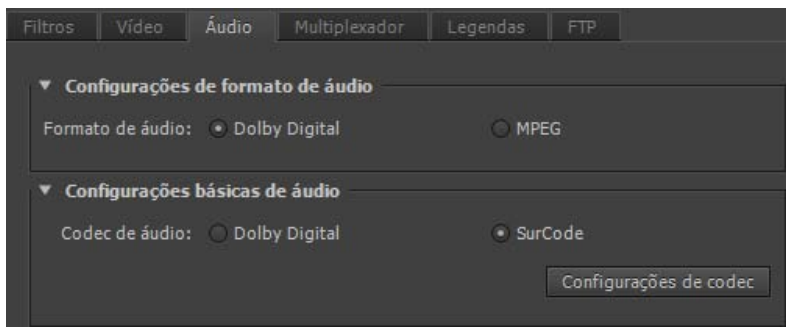 Filtros Vídeo Áudio Multiplexador Legendas FTP
Configurações de formato de áudio
Formato de áudio: Dolby Digital MPEG
Configurações básicas de áudio
Codec de áudio: Dolby Digital SurCode
Configurações de codec